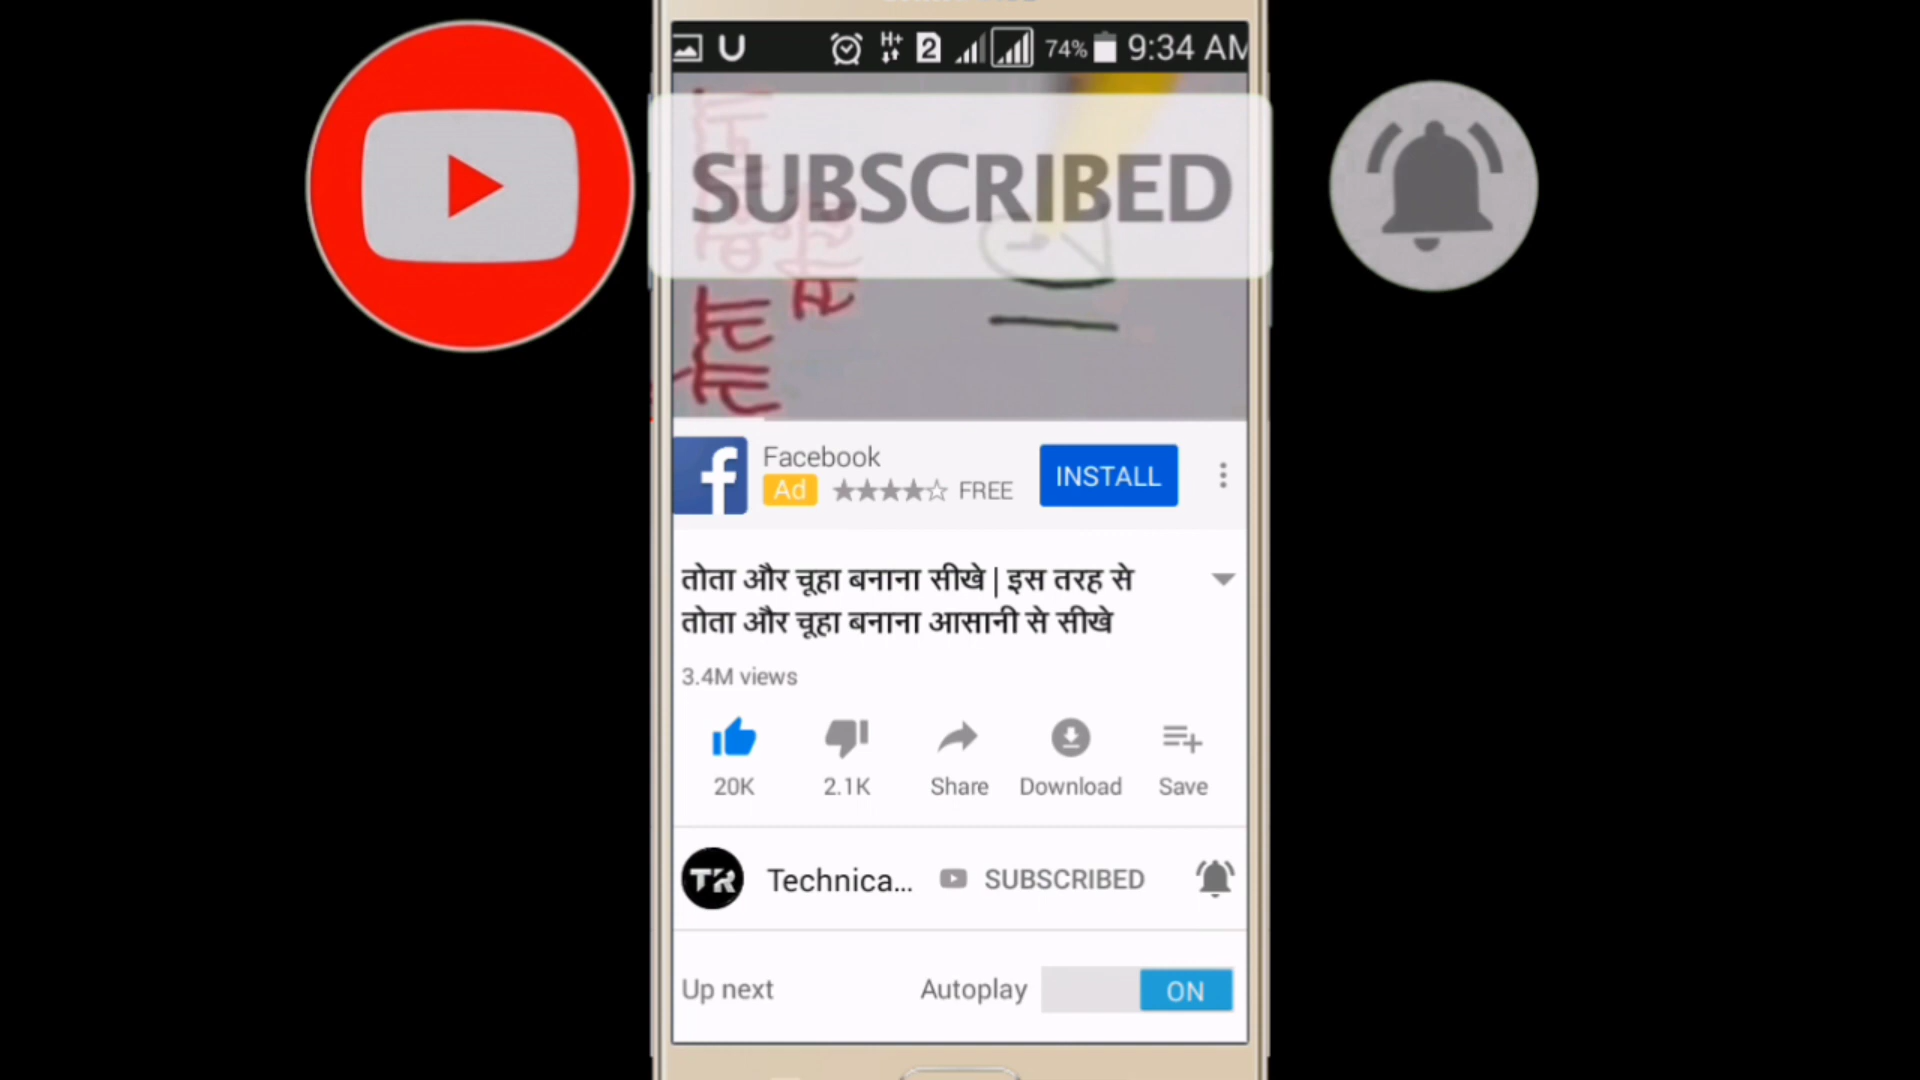 2 74% 9:34 AM
SUBSCRIBED
तोता
Facebook
Ad FREE
INSTALL
तोता और चूहा बनाना सीखे | इस तरह से
तोता और चूहा बनाना आसानी से सीखे
3.4M views
20K 2.1K Share Download Save
TR Technica... SUBSCRIBED
Up next Autoplay ON